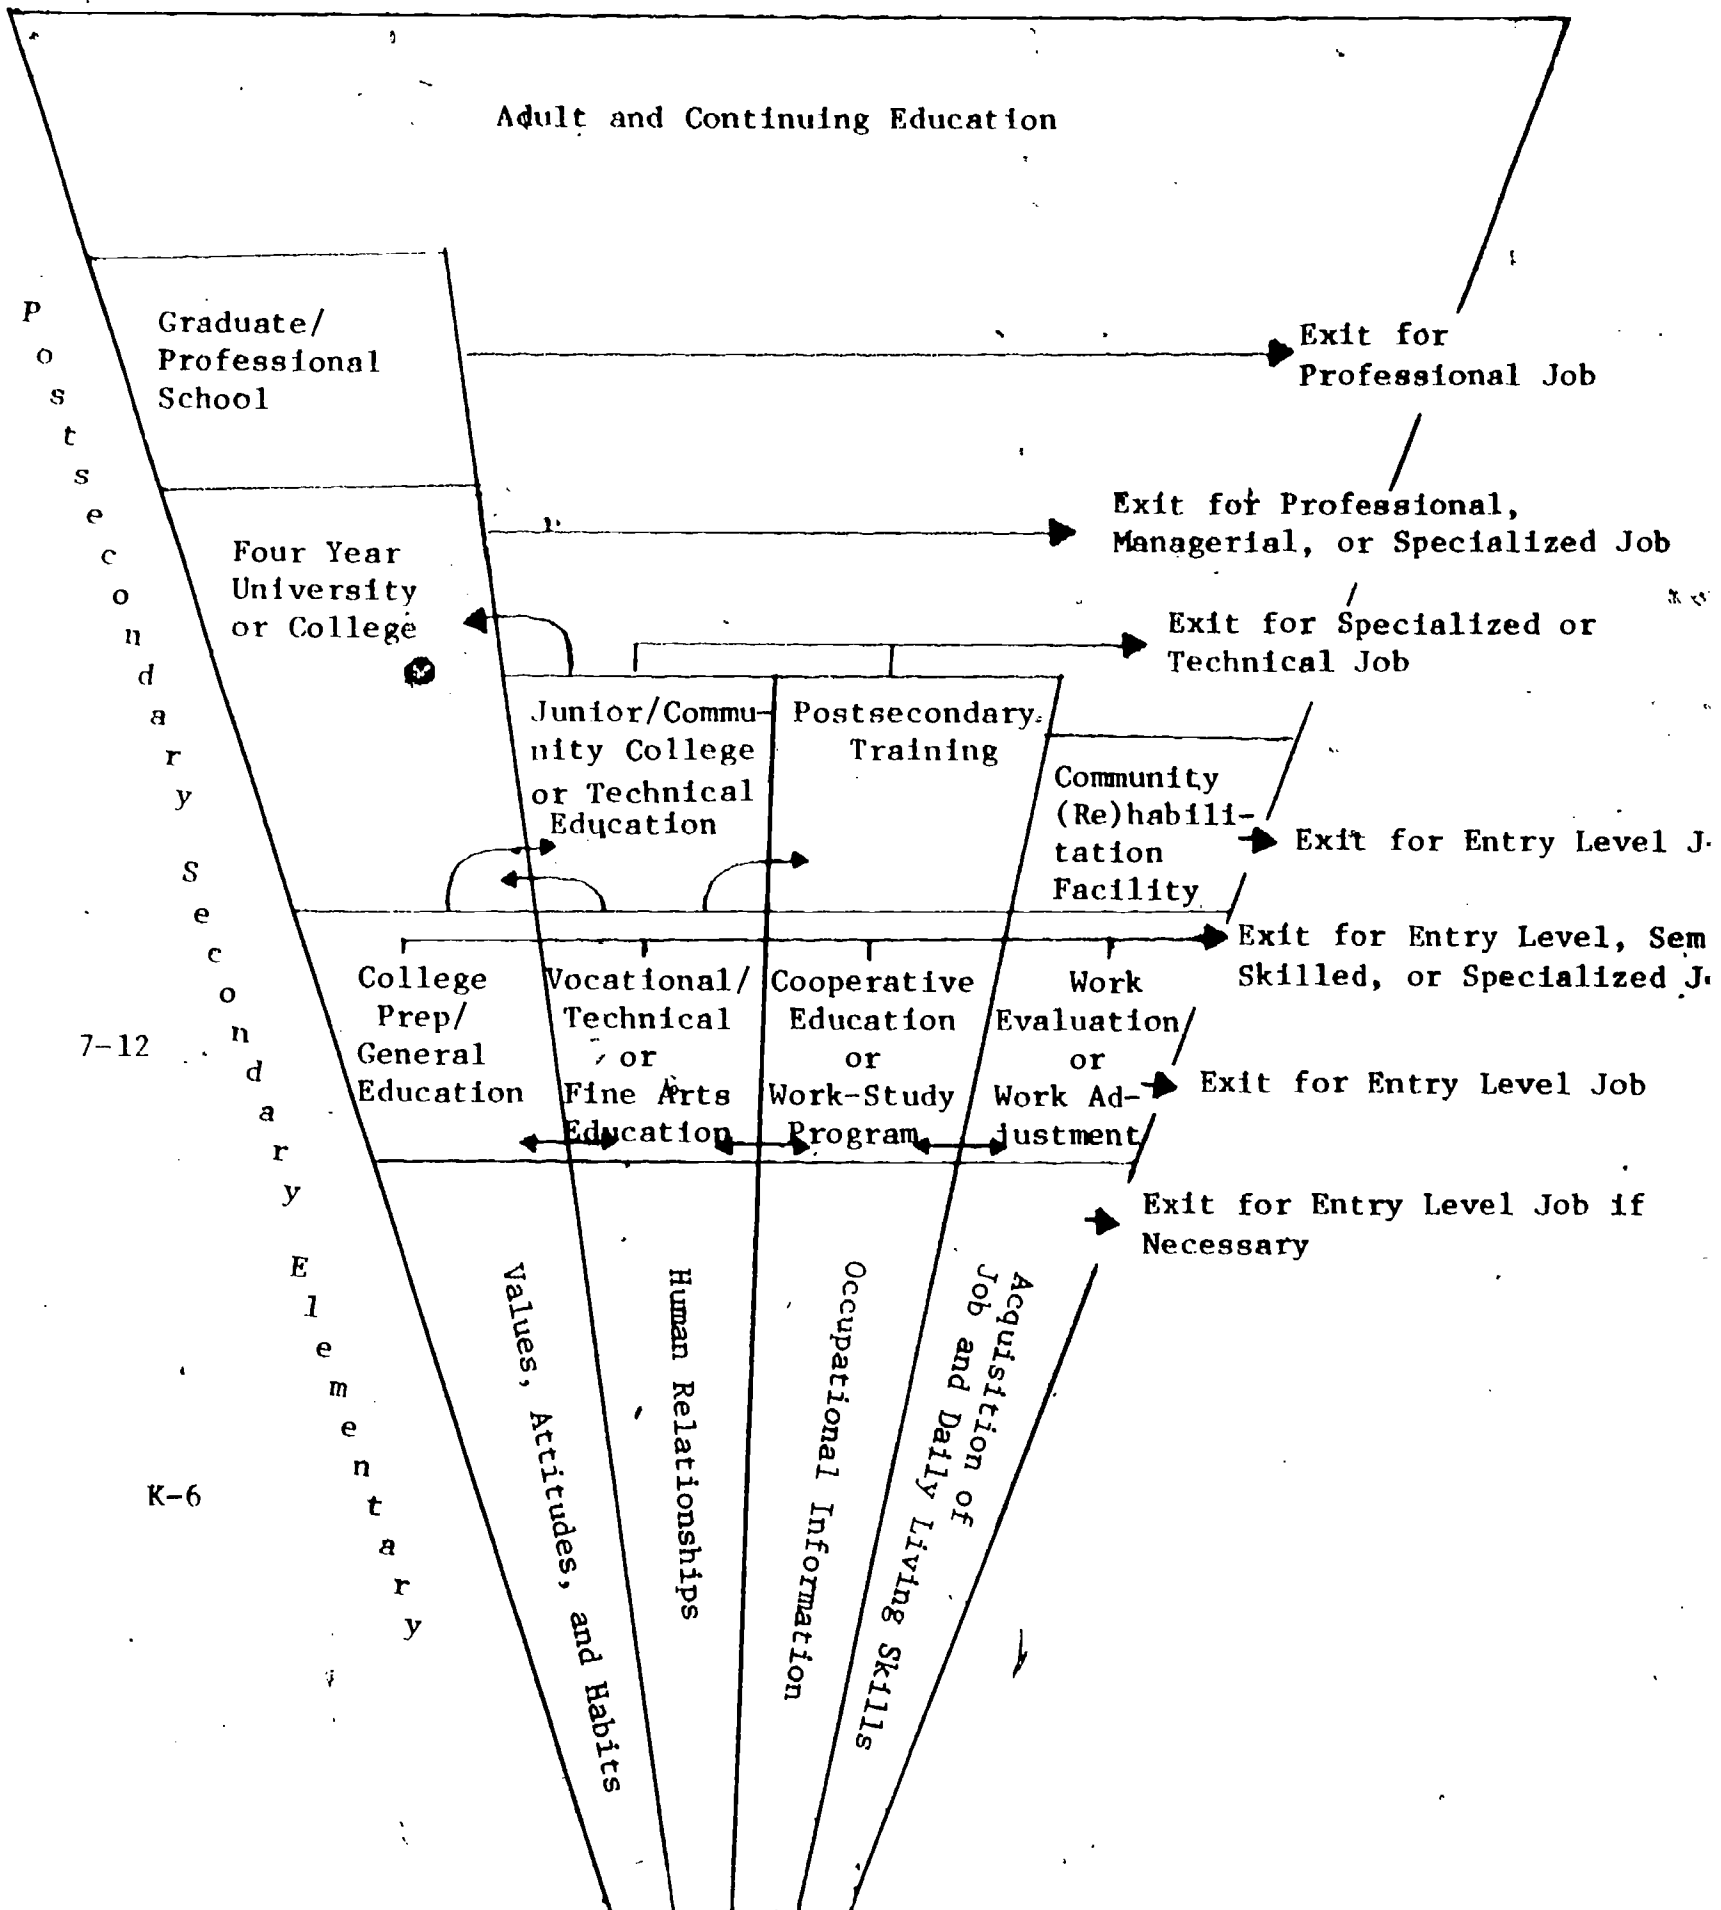 Adult and Continuing Education
Graduate/
Professional
School
Exit for
Professional Job
Four Year
University
or College
Exit for Professional,
Managerial, or Specialized Job
Exit for Specialized or
Technical Job
Junior/Commu-
nity College
or Technical
Education
Postsecondary
Training
Community
(Re)habili-
tation
Facility
Exit for Entry Level J
Exit for Entry Level, Sem
Skilled, or Specialized J
College
Prep/
General
Education
Vocational/
Technical
or
Fine Arts
Education
Cooperative
Education
or
Work-Study
Program
Work
Evaluation
or
Work Ad-
justment
Exit for Entry Level Job
Exit for Entry Level Job if
Necessary
Postsecondary Secondary Elementary
7-12
K-6
Values, Attitudes, and Habits
Human Relationships
Occupational Information
Acquisition of
Job and Daily Living Skills